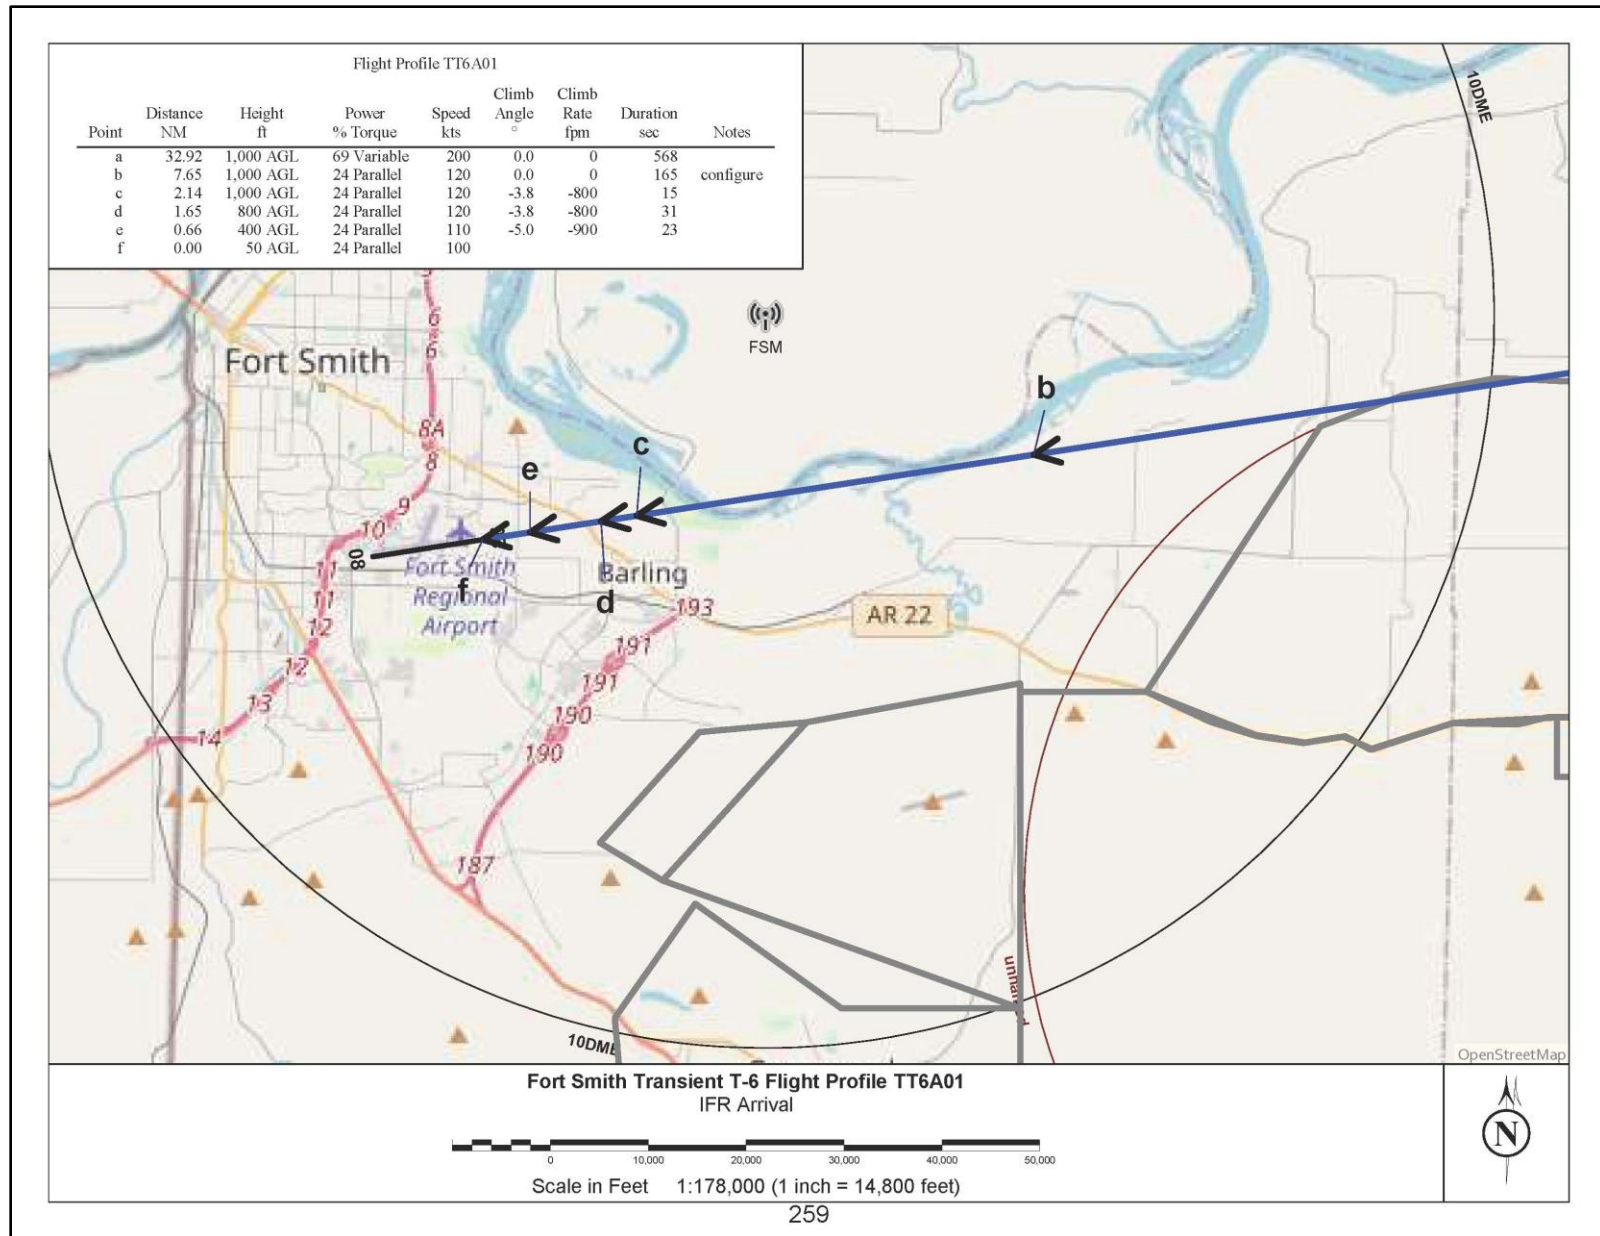 Flight Profile TT6A01
Climb Climb
Distance Height Power Speed Angle Rate Duration
Point NM ft % Torque kts ° fpm sec Notes
a 32.92 1,000 AGL 69 Variable 200 0.0 0 568
b 7.65 1,000 AGL 24 Parallel 120 0.0 0 165 configure
c 2.14 1,000 AGL 24 Parallel 120 -3.8 -800 15
d 1.65 800 AGL 24 Parallel 120 -3.8 -800 31
e 0.66 400 AGL 24 Parallel 110 -5.0 -900 23
f 0.00 50 AGL 24 Parallel 100
10DME
6
6
FSM
Fort Smith
b
8A
8
c
e
9
10
08
11
11
12
12
13
14
Fort Smith
Regional
Airport
f
Barling
d
193
AR 22
191
191
190
190
187
10DME
OpenStreetMap
Fort Smith Transient T-6 Flight Profile TT6A01
IFR Arrival
0 10,000 20,000 30,000 40,000 50,000
Scale in Feet 1:178,000 (1 inch = 14,800 feet)
N
259